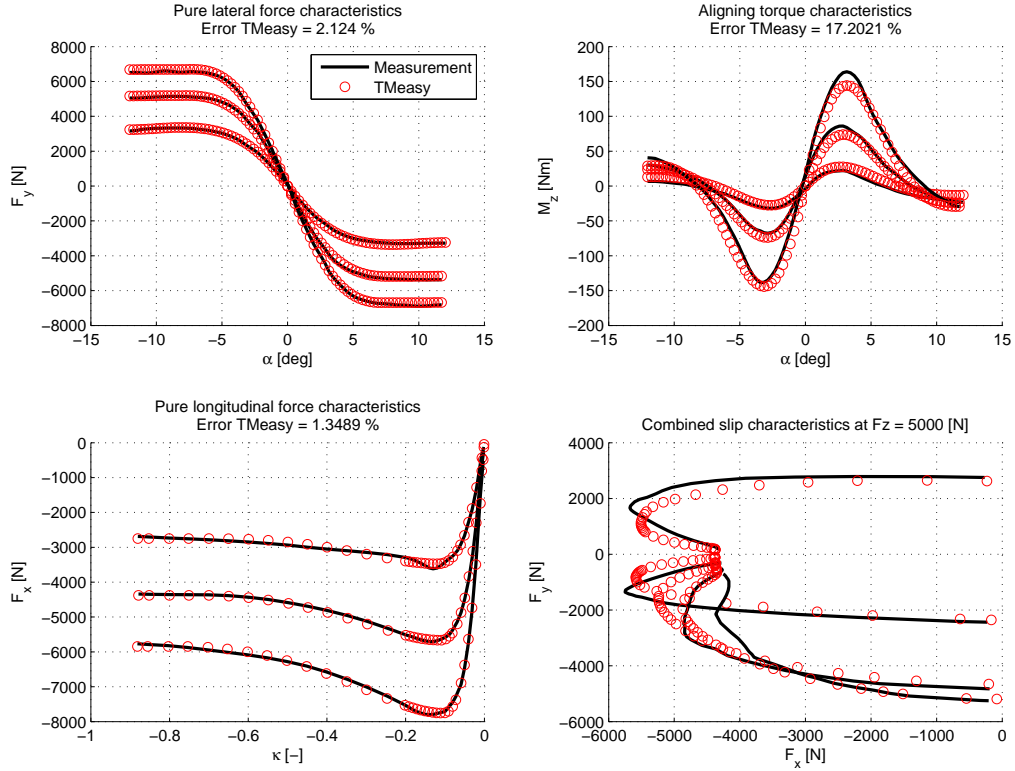 Pure lateral force characteristics
Error TMeasy = 2.124 %
8000
6000
4000
2000
0
−2000
−4000
−6000
−8000
F_y [N]
−15 −10 −5 0 5 10 15
α [deg]
Measurement
TMeasy
Aligning torque characteristics
Error TMeasy = 17.2021 %
200
150
100
50
0
−50
−100
−150
−200
M_z [Nm]
−15 −10 −5 0 5 10 15
α [deg]
Pure longitudinal force characteristics
Error TMeasy = 1.3489 %
0
−1000
−2000
−3000
−4000
−5000
−6000
−7000
−8000
F_x [N]
−1 −0.8 −0.6 −0.4 −0.2 0
κ [−]
Combined slip characteristics at Fz = 5000 [N]
4000
2000
0
−2000
−4000
−6000
F_y [N]
−6000 −5000 −4000 −3000 −2000 −1000 0
F_x [N]